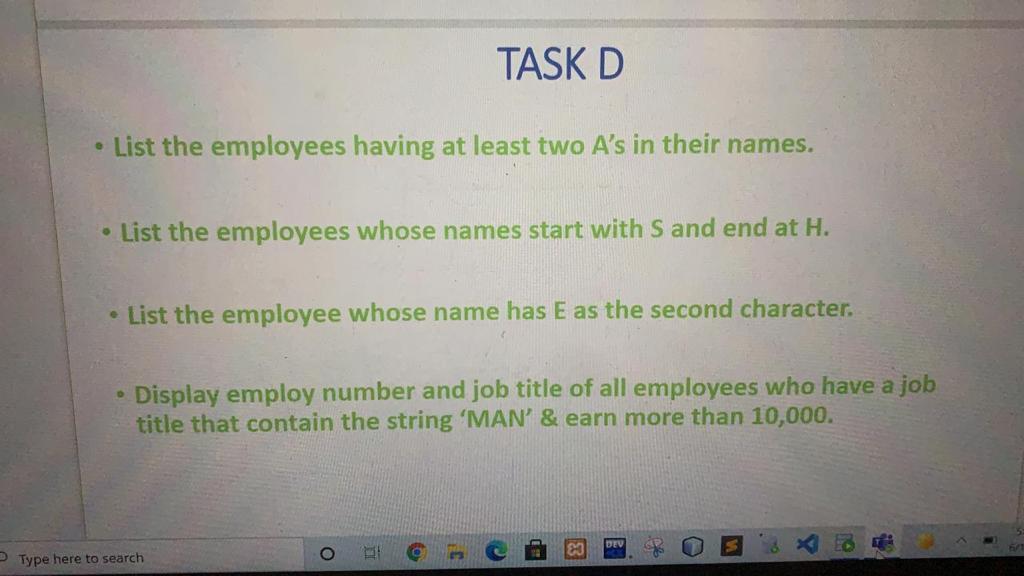 TASK D
• List the employees having at least two A's in their names.
• List the employees whose names start with S and end at H.
• List the employee whose name has E as the second character.
• Display employ number and job title of all employees who have a job
title that contain the string 'MAN' & earn more than 10,000.
Type here to search
DEV